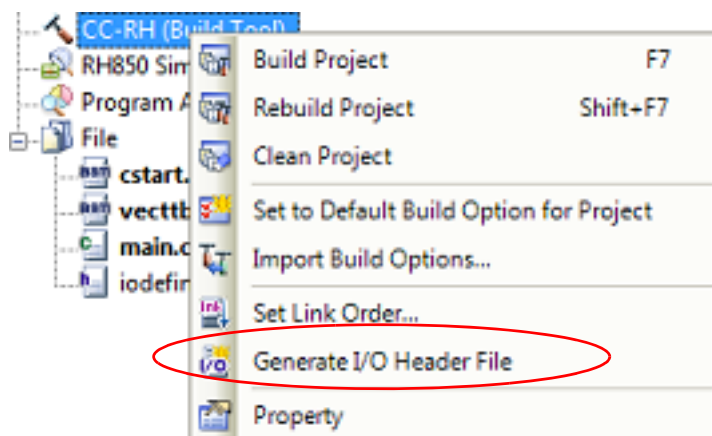 CC-RH (Build Tool)
Build Project F7
RH850 Sim
Rebuild Project Shift+F7
Program A
Clean Project
File
cstart.
Set to Default Build Option for Project
vecttb
Import Build Options...
main.c
iodefin
Set Link Order...
Generate I/O Header File
Property